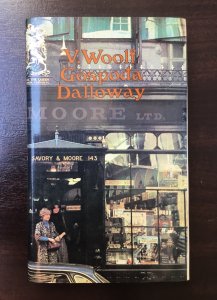 V. Woolf
Gospođa
Dalloway
MOORE LTD.
SAVORY & MOORE 143